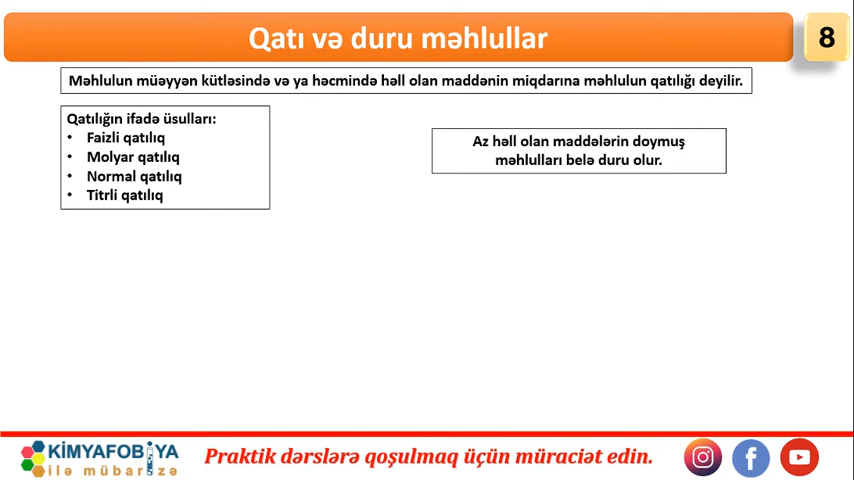 Qatı və duru məhlullar
8
Məhlulun müəyyən kütləsində və ya həcmində həll olan maddənin miqdarına məhlulun qatılığı deyilir.
Qatılığın ifadə üsulları:
• Faizli qatılıq
• Molyar qatılıq
• Normal qatılıq
• Titrli qatılıq
Az həll olan maddələrin doymuş
məhlulları belə duru olur.
KİMYAFOBİYA
ilə mübarizə
Praktik dərslərə qoşulmaq üçün müraciət edin.